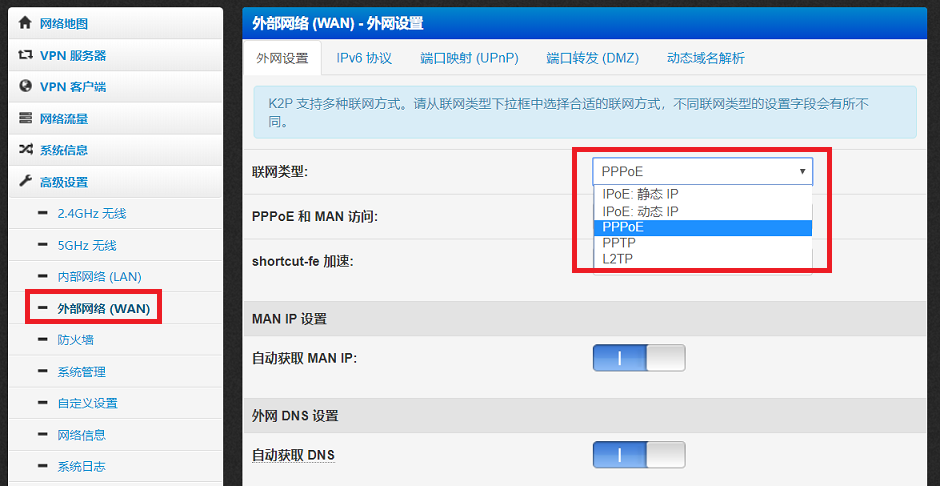 网络地图
VPN 服务器
VPN 客户端
网络流量
系统信息
高级设置
2.4GHz 无线
5GHz 无线
内部网络 (LAN)
外部网络 (WAN)
防火墙
系统管理
自定义设置
网络信息
系统日志
外部网络 (WAN) - 外网设置
外网设置 IPv6 协议 端口映射 (UPnP) 端口转发 (DMZ) 动态域名解析
K2P 支持多种联网方式。请从联网类型下拉框中选择合适的联网方式，不同联网类型的设置字段会有所不
同。
联网类型: PPPoE
IPoE: 静态 IP
IPoE: 动态 IP
PPPoE
PPTP
L2TP
PPPoE 和 MAN 访问:
shortcut-fe 加速:
MAN IP 设置
自动获取 MAN IP:
外网 DNS 设置
自动获取 DNS